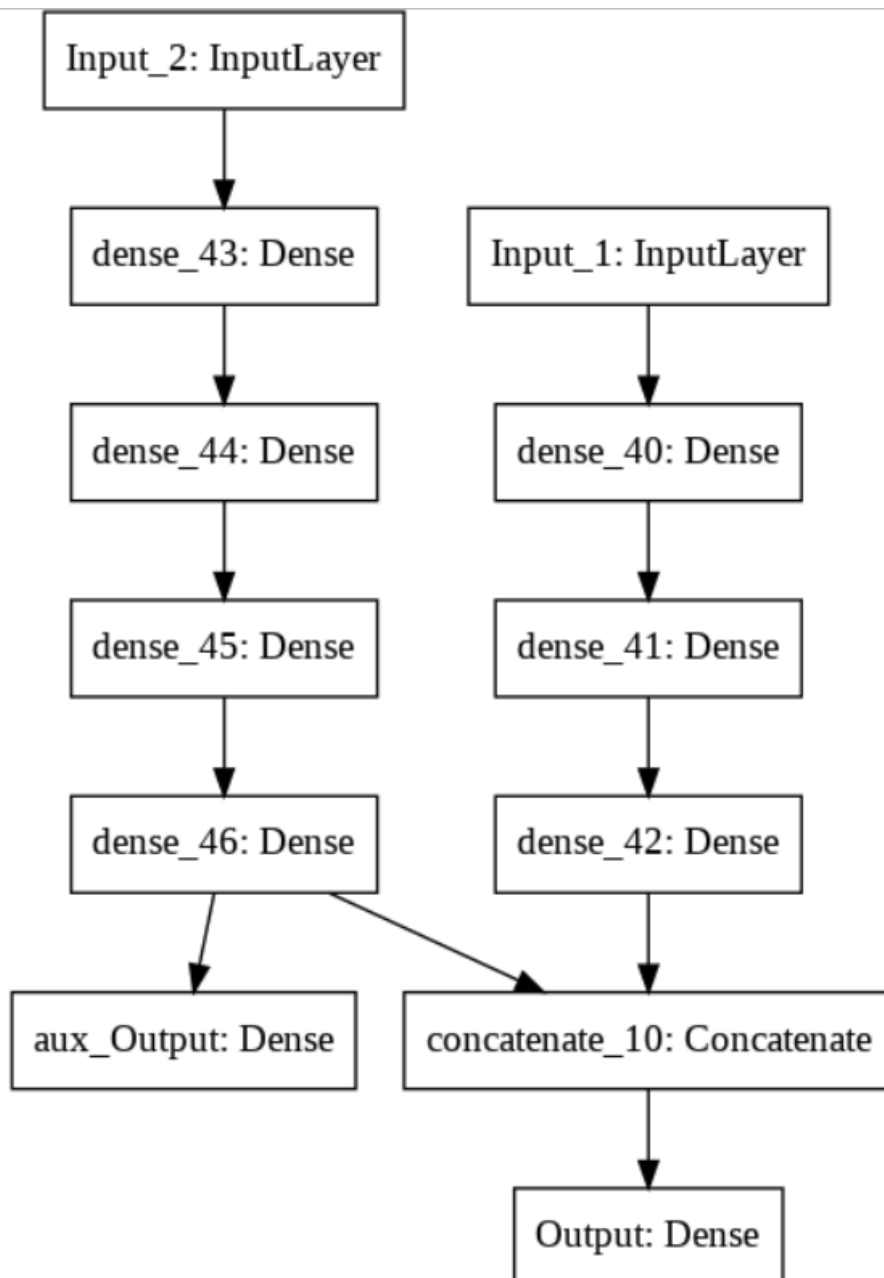 Input_2: InputLayer
dense_43: Dense
Input_1: InputLayer
dense_44: Dense
dense_40: Dense
dense_45: Dense
dense_41: Dense
dense_46: Dense
dense_42: Dense
aux_Output: Dense
concatenate_10: Concatenate
Output: Dense